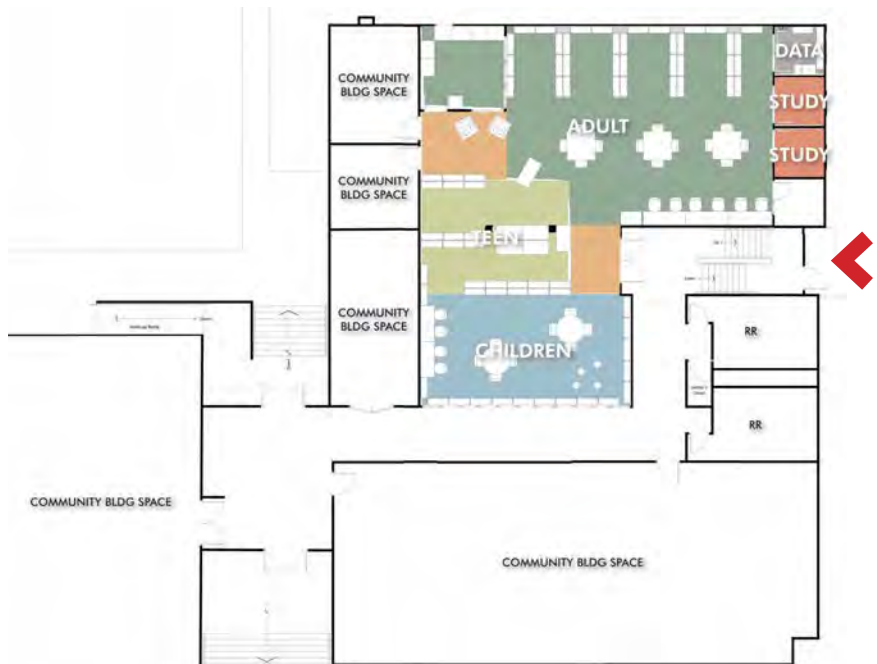 COMMUNITY
BLDG SPACE
DATA
STUDY
ADULT
STUDY
COMMUNITY
BLDG SPACE
TEEN
COMMUNITY
BLDG SPACE
CHILDREN
RR
RR
COMMUNITY BLDG SPACE
COMMUNITY BLDG SPACE